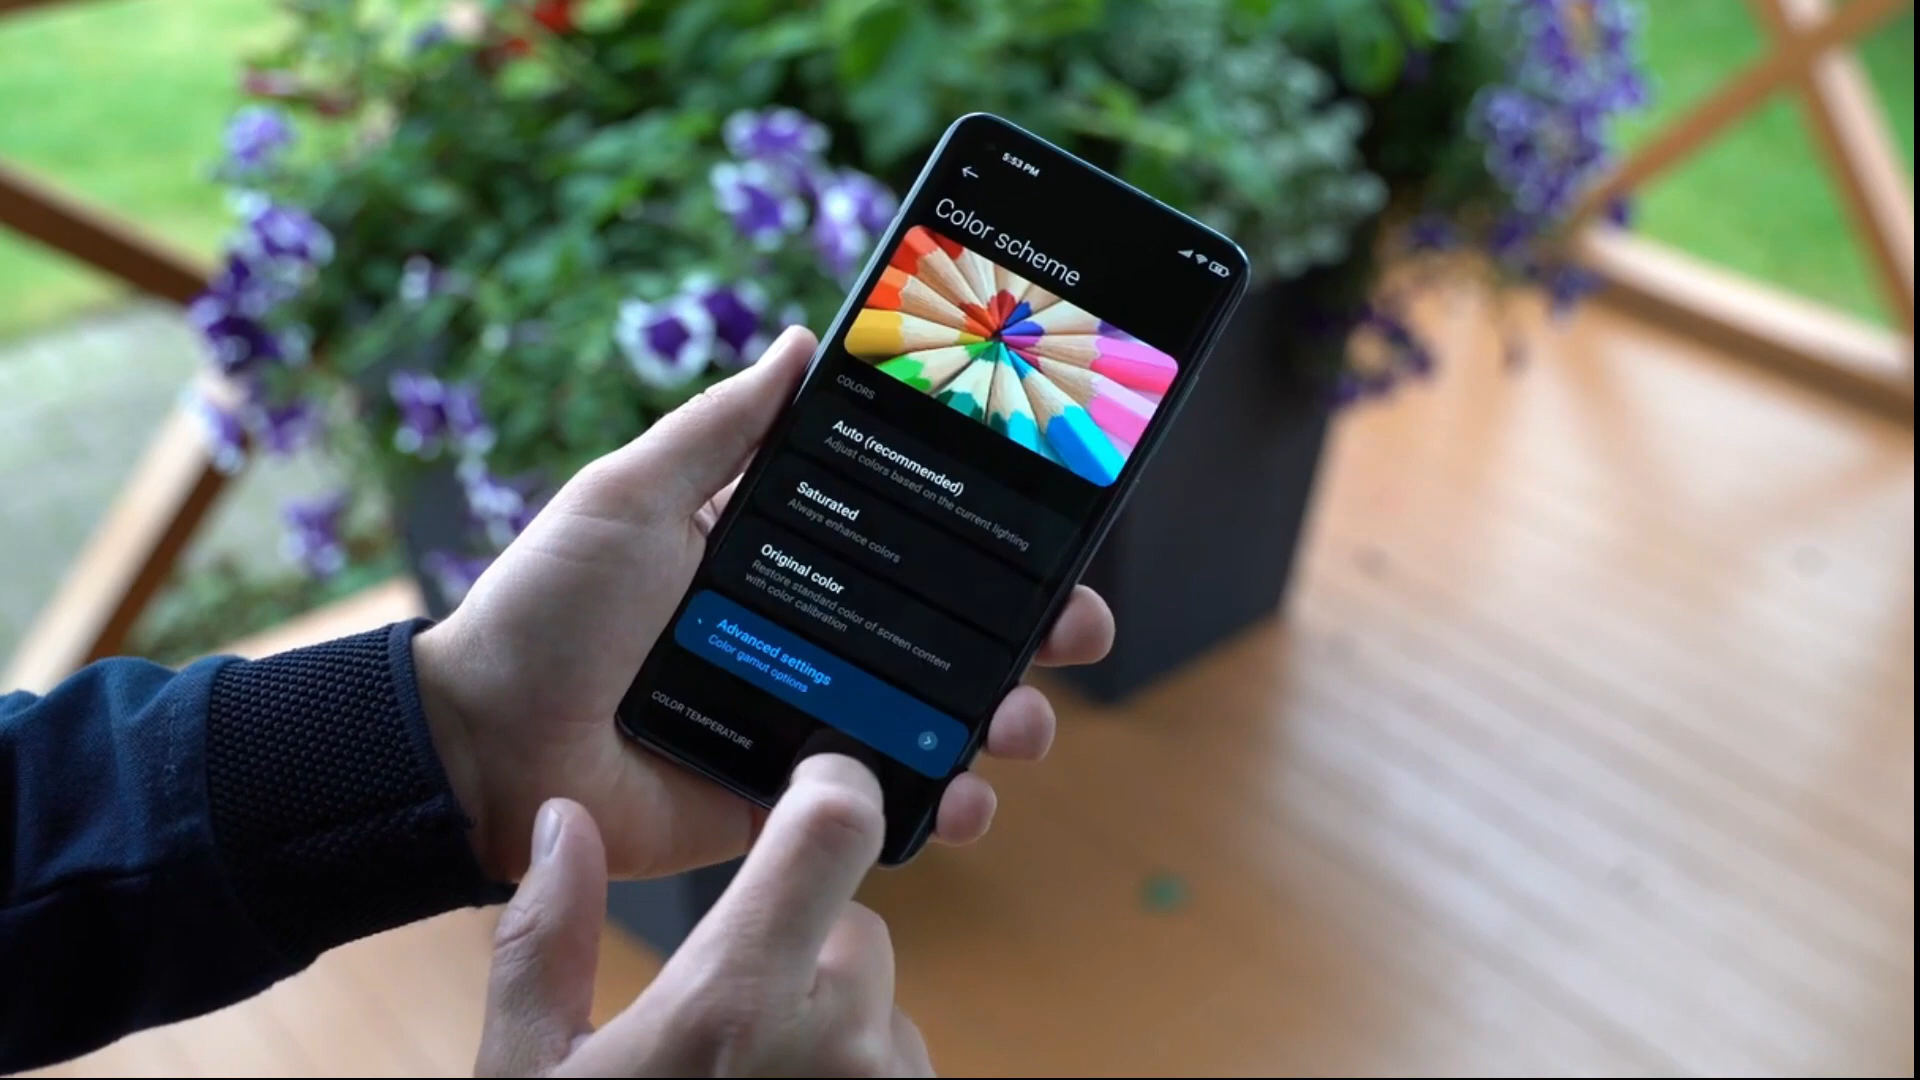 5:53 PM
Color scheme
COLORS
Auto (recommended)
Adjust colors based on the current lighting
Saturated
Always enhance colors
Original color
Restore standard color of screen content
with color calibration
Advanced settings
Color gamut options
COLOR TEMPERATURE